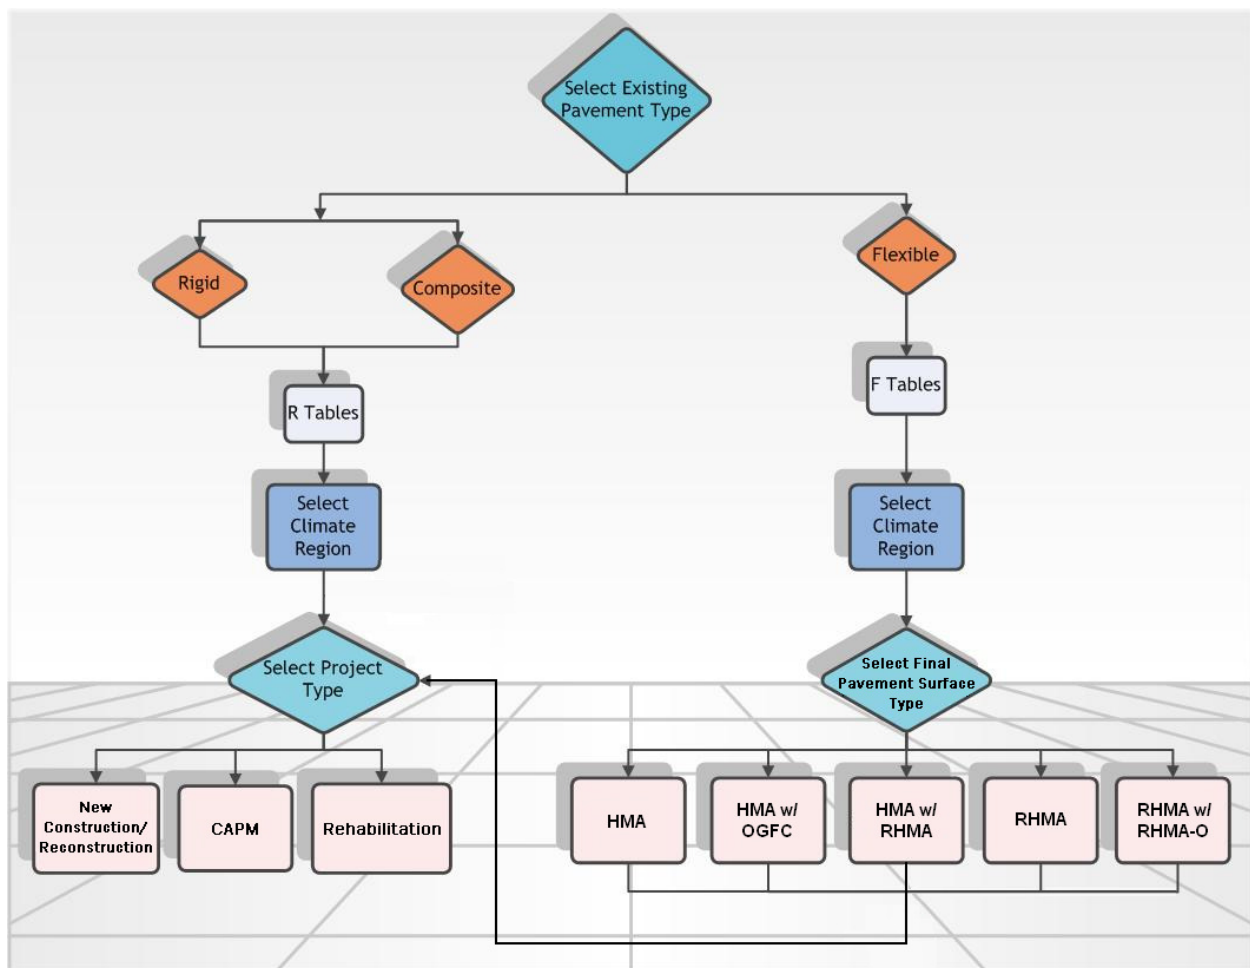 Select Existing
Pavement Type
Rigid
Composite
Flexible
R Tables
F Tables
Select
Climate
Region
Select
Climate
Region
Select Project
Type
Select Final
Pavement Surface
Type
New
Construction/
Reconstruction
CAPM
Rehabilitation
HMA
HMA w/
OGFC
HMA w/
RHMA
RHMA
RHMA w/
RHMA-O